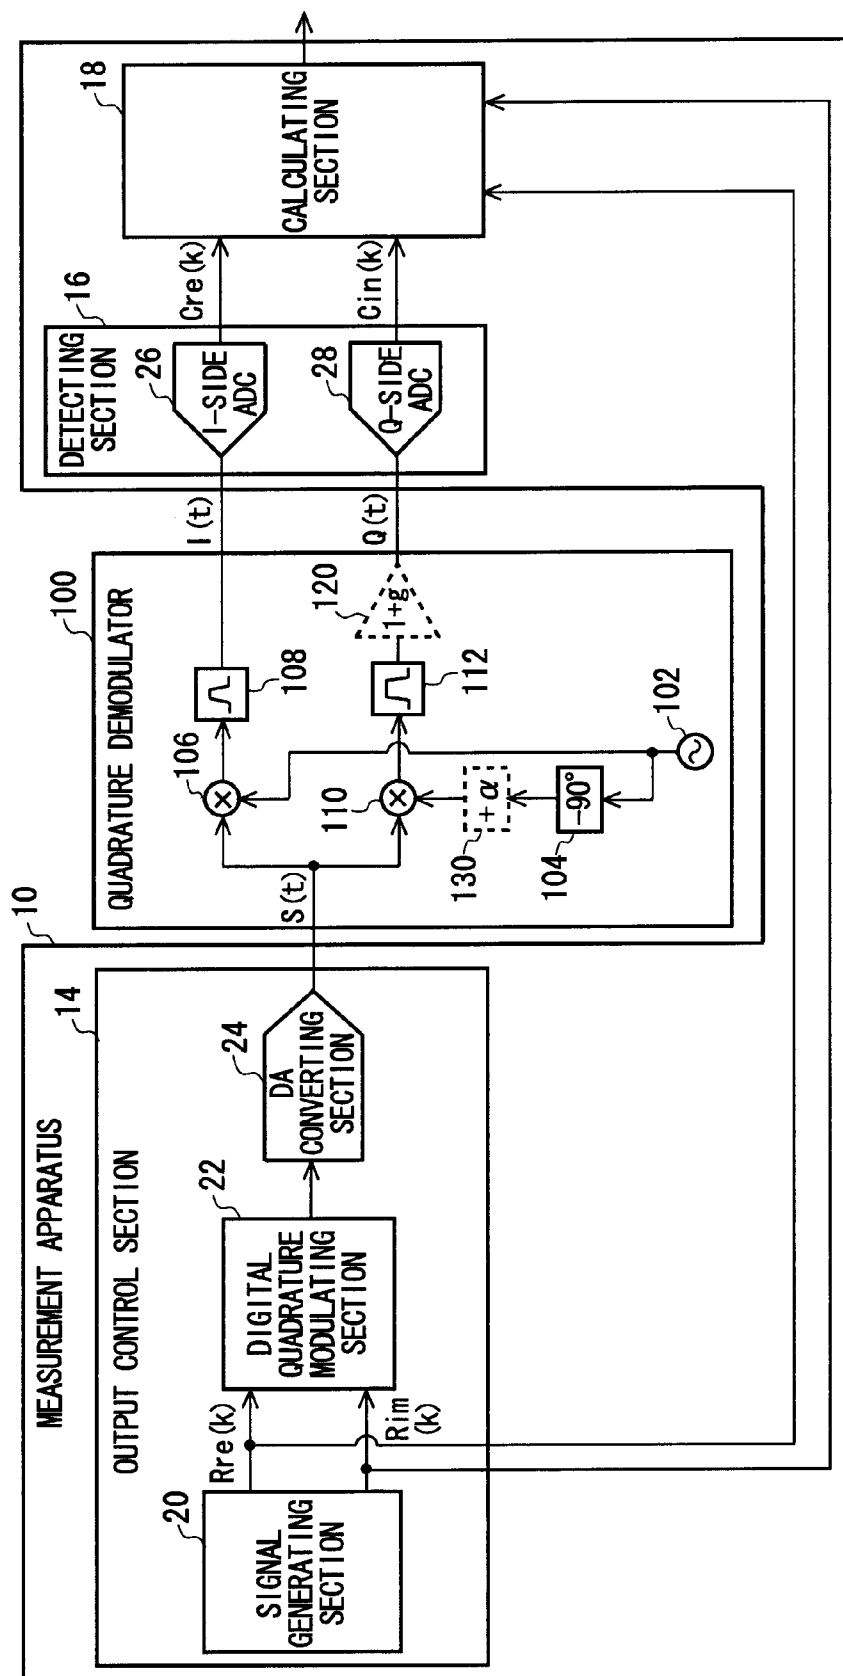 10
MEASUREMENT APPARATUS
14
OUTPUT CONTROL SECTION
20
SIGNAL
GENERATING
SECTION
Rre(k)
Rim
(k)
22
DIGITAL
QUADRATURE
MODULATING
SECTION
24
DA
CONVERTING
SECTION
S(t)
100
QUADRATURE DEMODULATOR
106
108
110
112
120
1+g
130
+α
104
-90°
102
I(t)
Q(t)
16
DETECTING
SECTION
26
I-SIDE
ADC
28
Q-SIDE
ADC
Cre(k)
Cin(k)
18
CALCULATING
SECTION